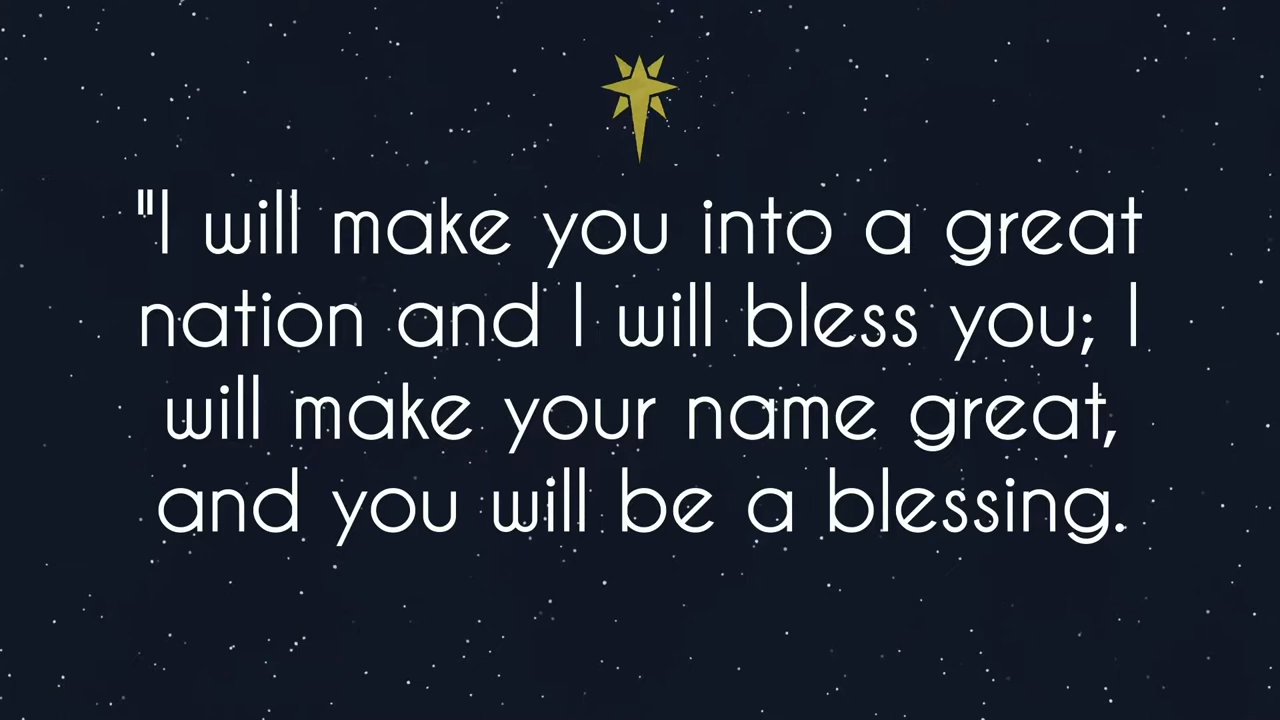 "I will make you into a great
nation and I will bless you; I
will make your name great,
and you will be a blessing.